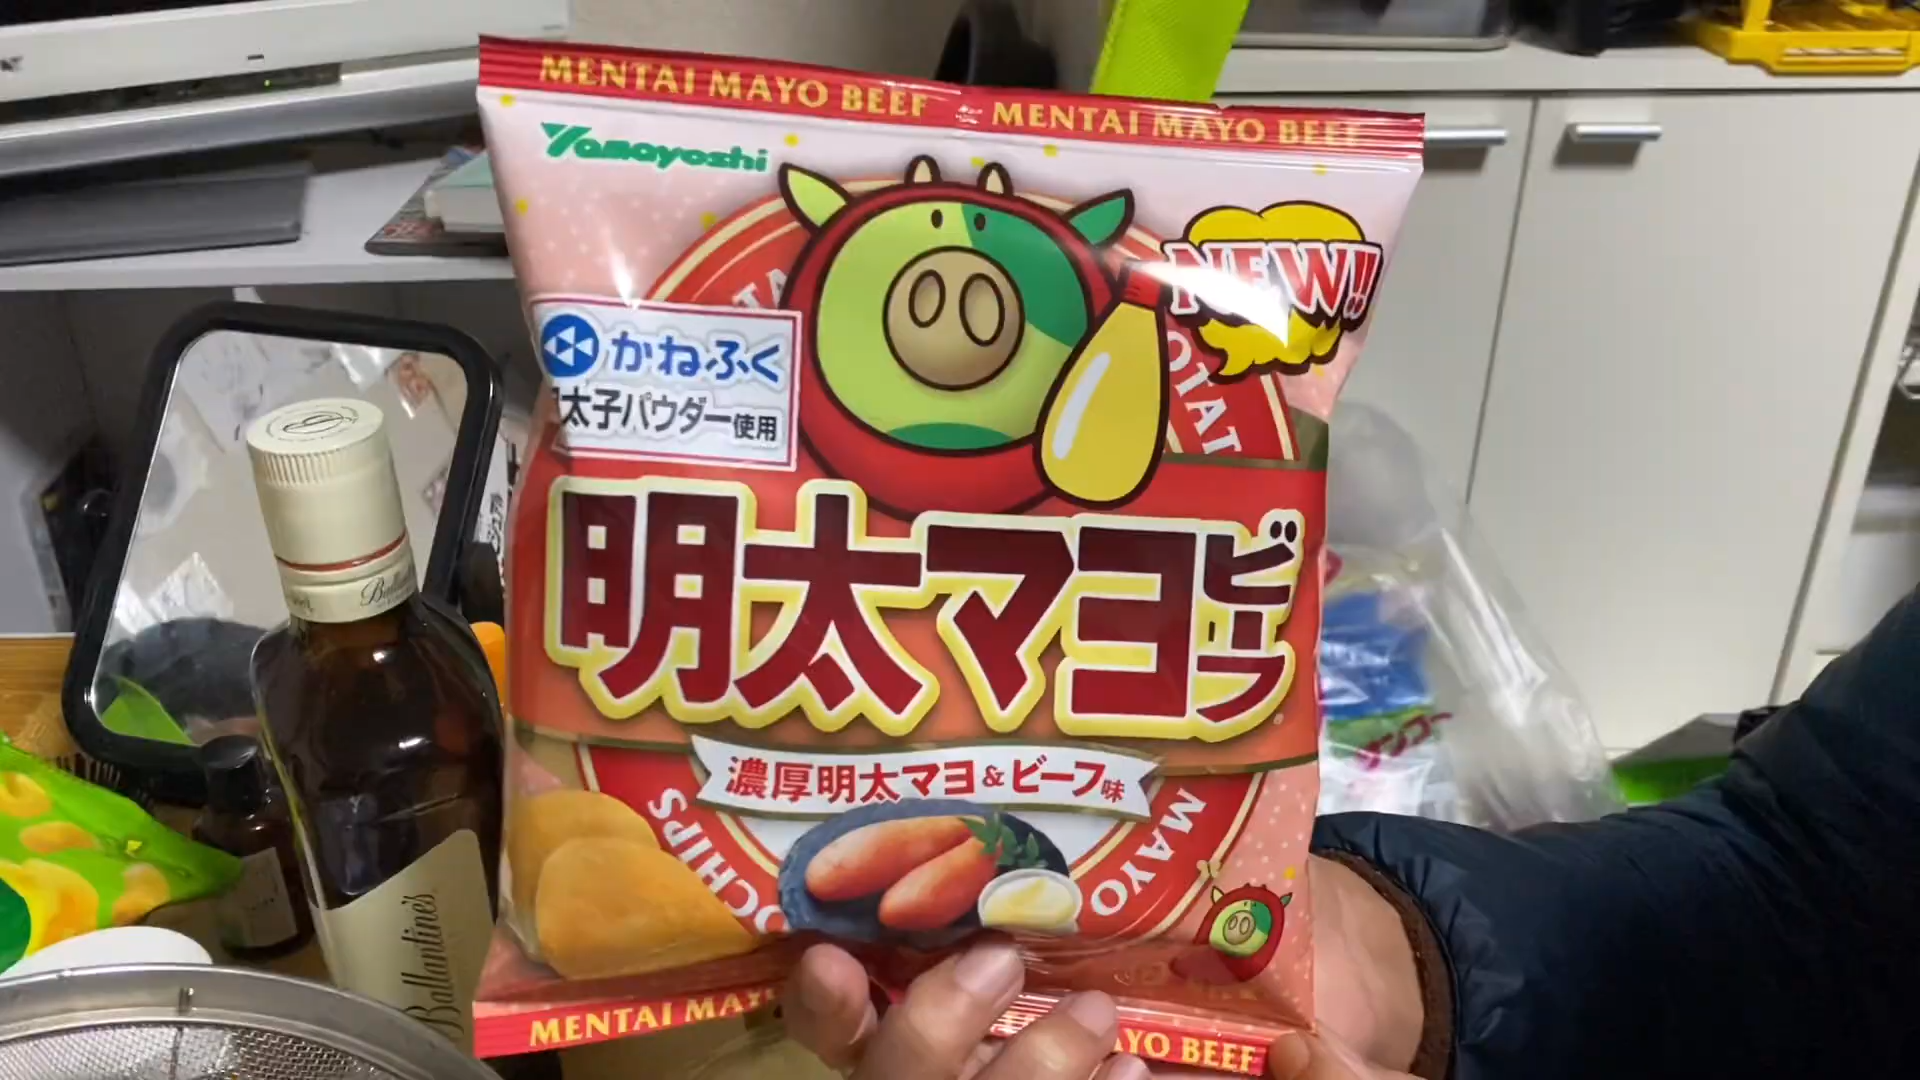 MENTAI MAYO BEEF MENTAI MAYO BEEF
Yamayoshi
NEW!!
かねふく
太子パウダー使用
明太マヨビーフ
濃厚明太マヨ&ビーフ味
MAYO
MENTAI MAY
AYO BEEF
Ballantine's